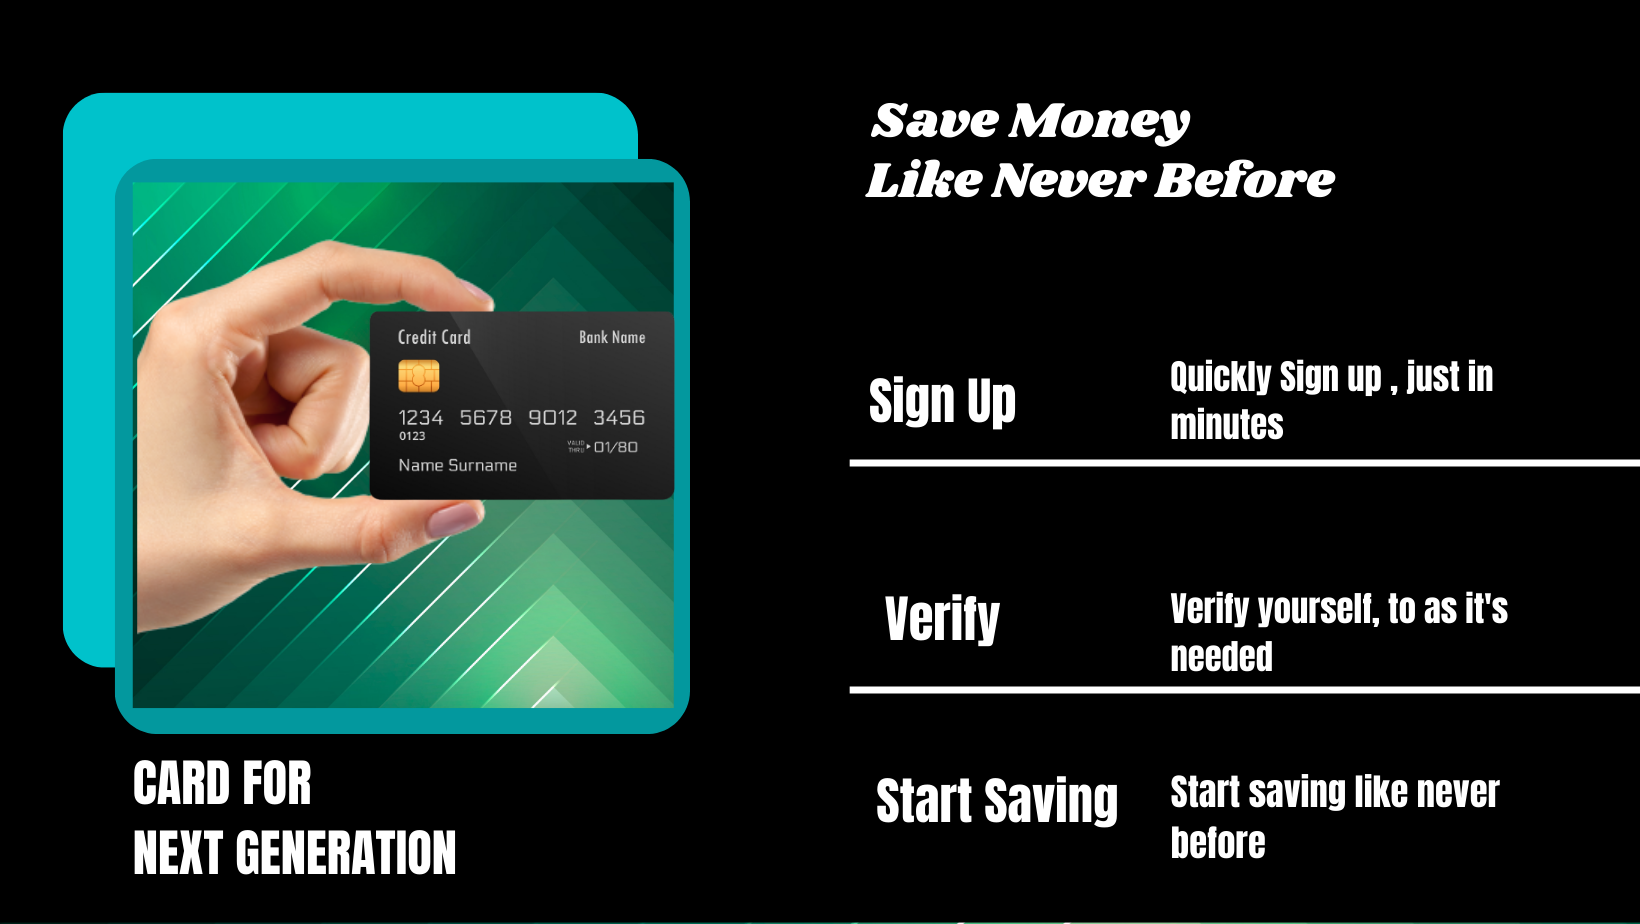 Save Money
Like Never Before
Credit Card
Bank Name
1234 5678 9012 3456
0123
VALID
THRU
01/80
Name Surname
Sign Up
Quickly Sign up , just in
minutes
Verify
Verify yourself, to as it's
needed
Start Saving
Start saving like never
before
CARD FOR
NEXT GENERATION